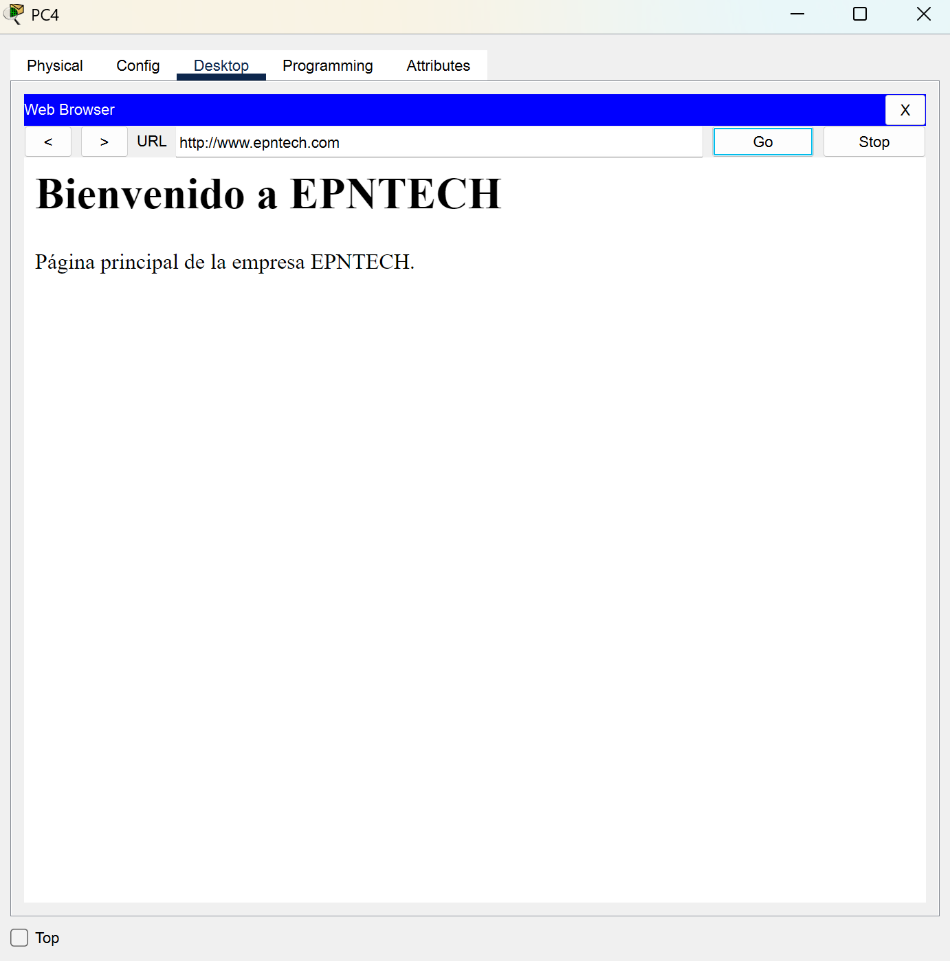 PC4
Physical Config Desktop Programming Attributes
Web Browser X
< > URL http://www.epntech.com Go Stop
Bienvenido a EPNTECH
Página principal de la empresa EPNTECH.
Top